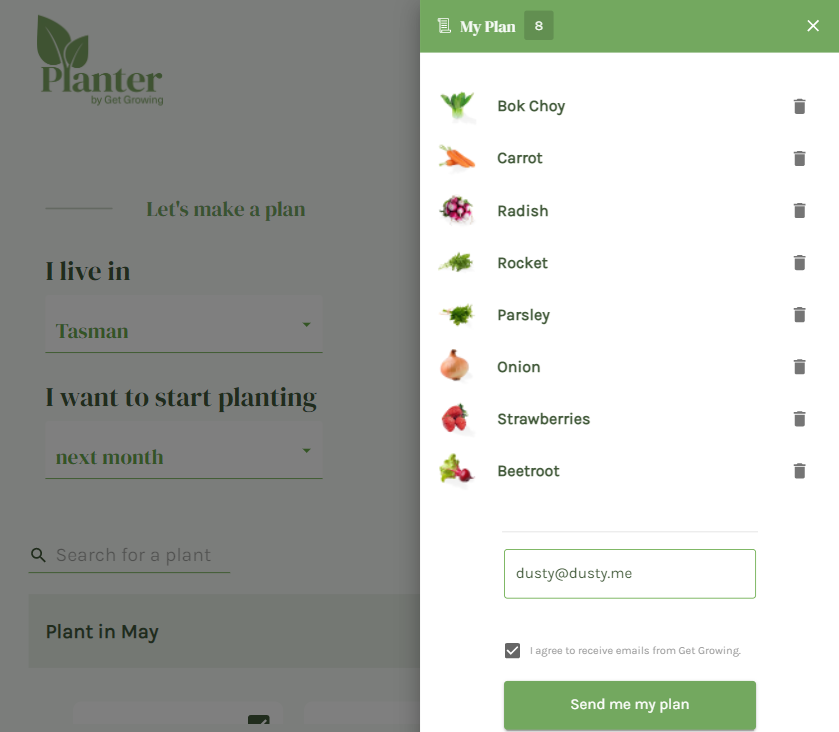 Planter
by Get Growing
Let's make a plan
I live in
Tasman
I want to start planting
next month
Search for a plant
Plant in May
My Plan 8
Bok Choy
Carrot
Radish
Rocket
Parsley
Onion
Strawberries
Beetroot
dusty@dusty.me
I agree to receive emails from Get Growing.
Send me my plan